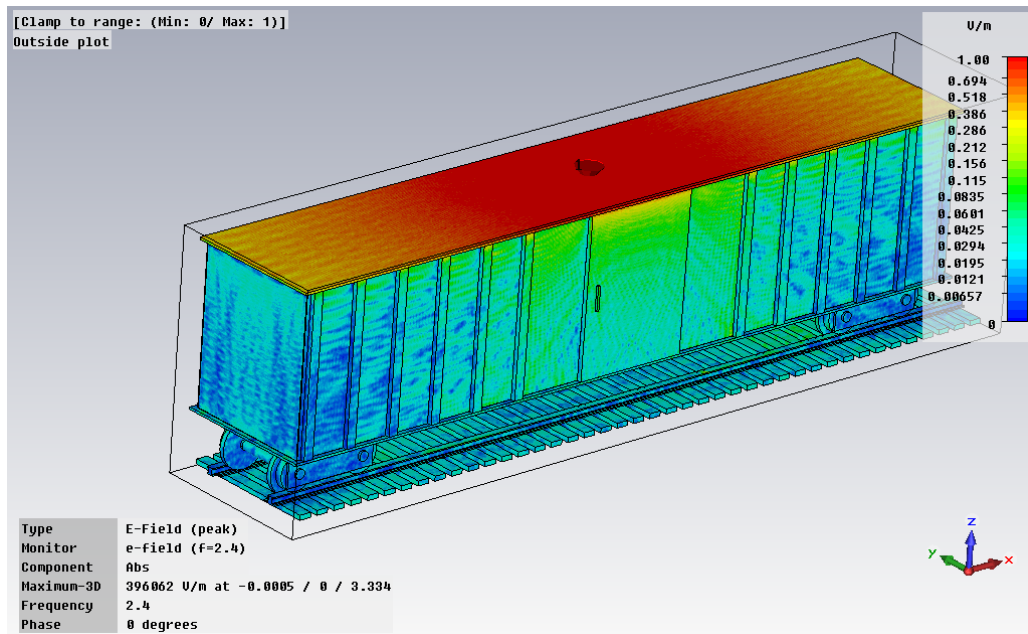 [Clamp to range: (Min: 0/ Max: 1)]
Outside plot
V/m
1.00
0.694
0.518
0.386
0.286
0.212
0.156
0.115
0.0835
0.0601
0.0425
0.0294
0.0195
0.0121
0.00657
0
Type E-Field (peak)
Monitor e-field (f=2.4)
Component Abs
Maximum-3D 396062 V/m at -0.0005 / 0 / 3.334
Frequency 2.4
Phase 0 degrees
z
y
x